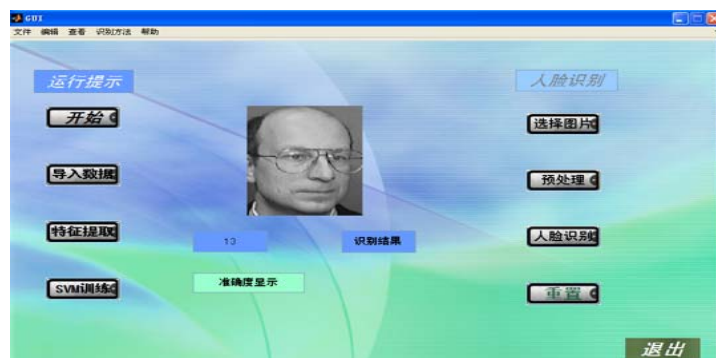 GUI
文件 编辑 查看 识别方法 帮助
运行提示
人脸识别
开始
选择图片
导入数据
预处理
特征提取
13
识别结果
人脸识别
SVM训练
准确度显示
重置
退出